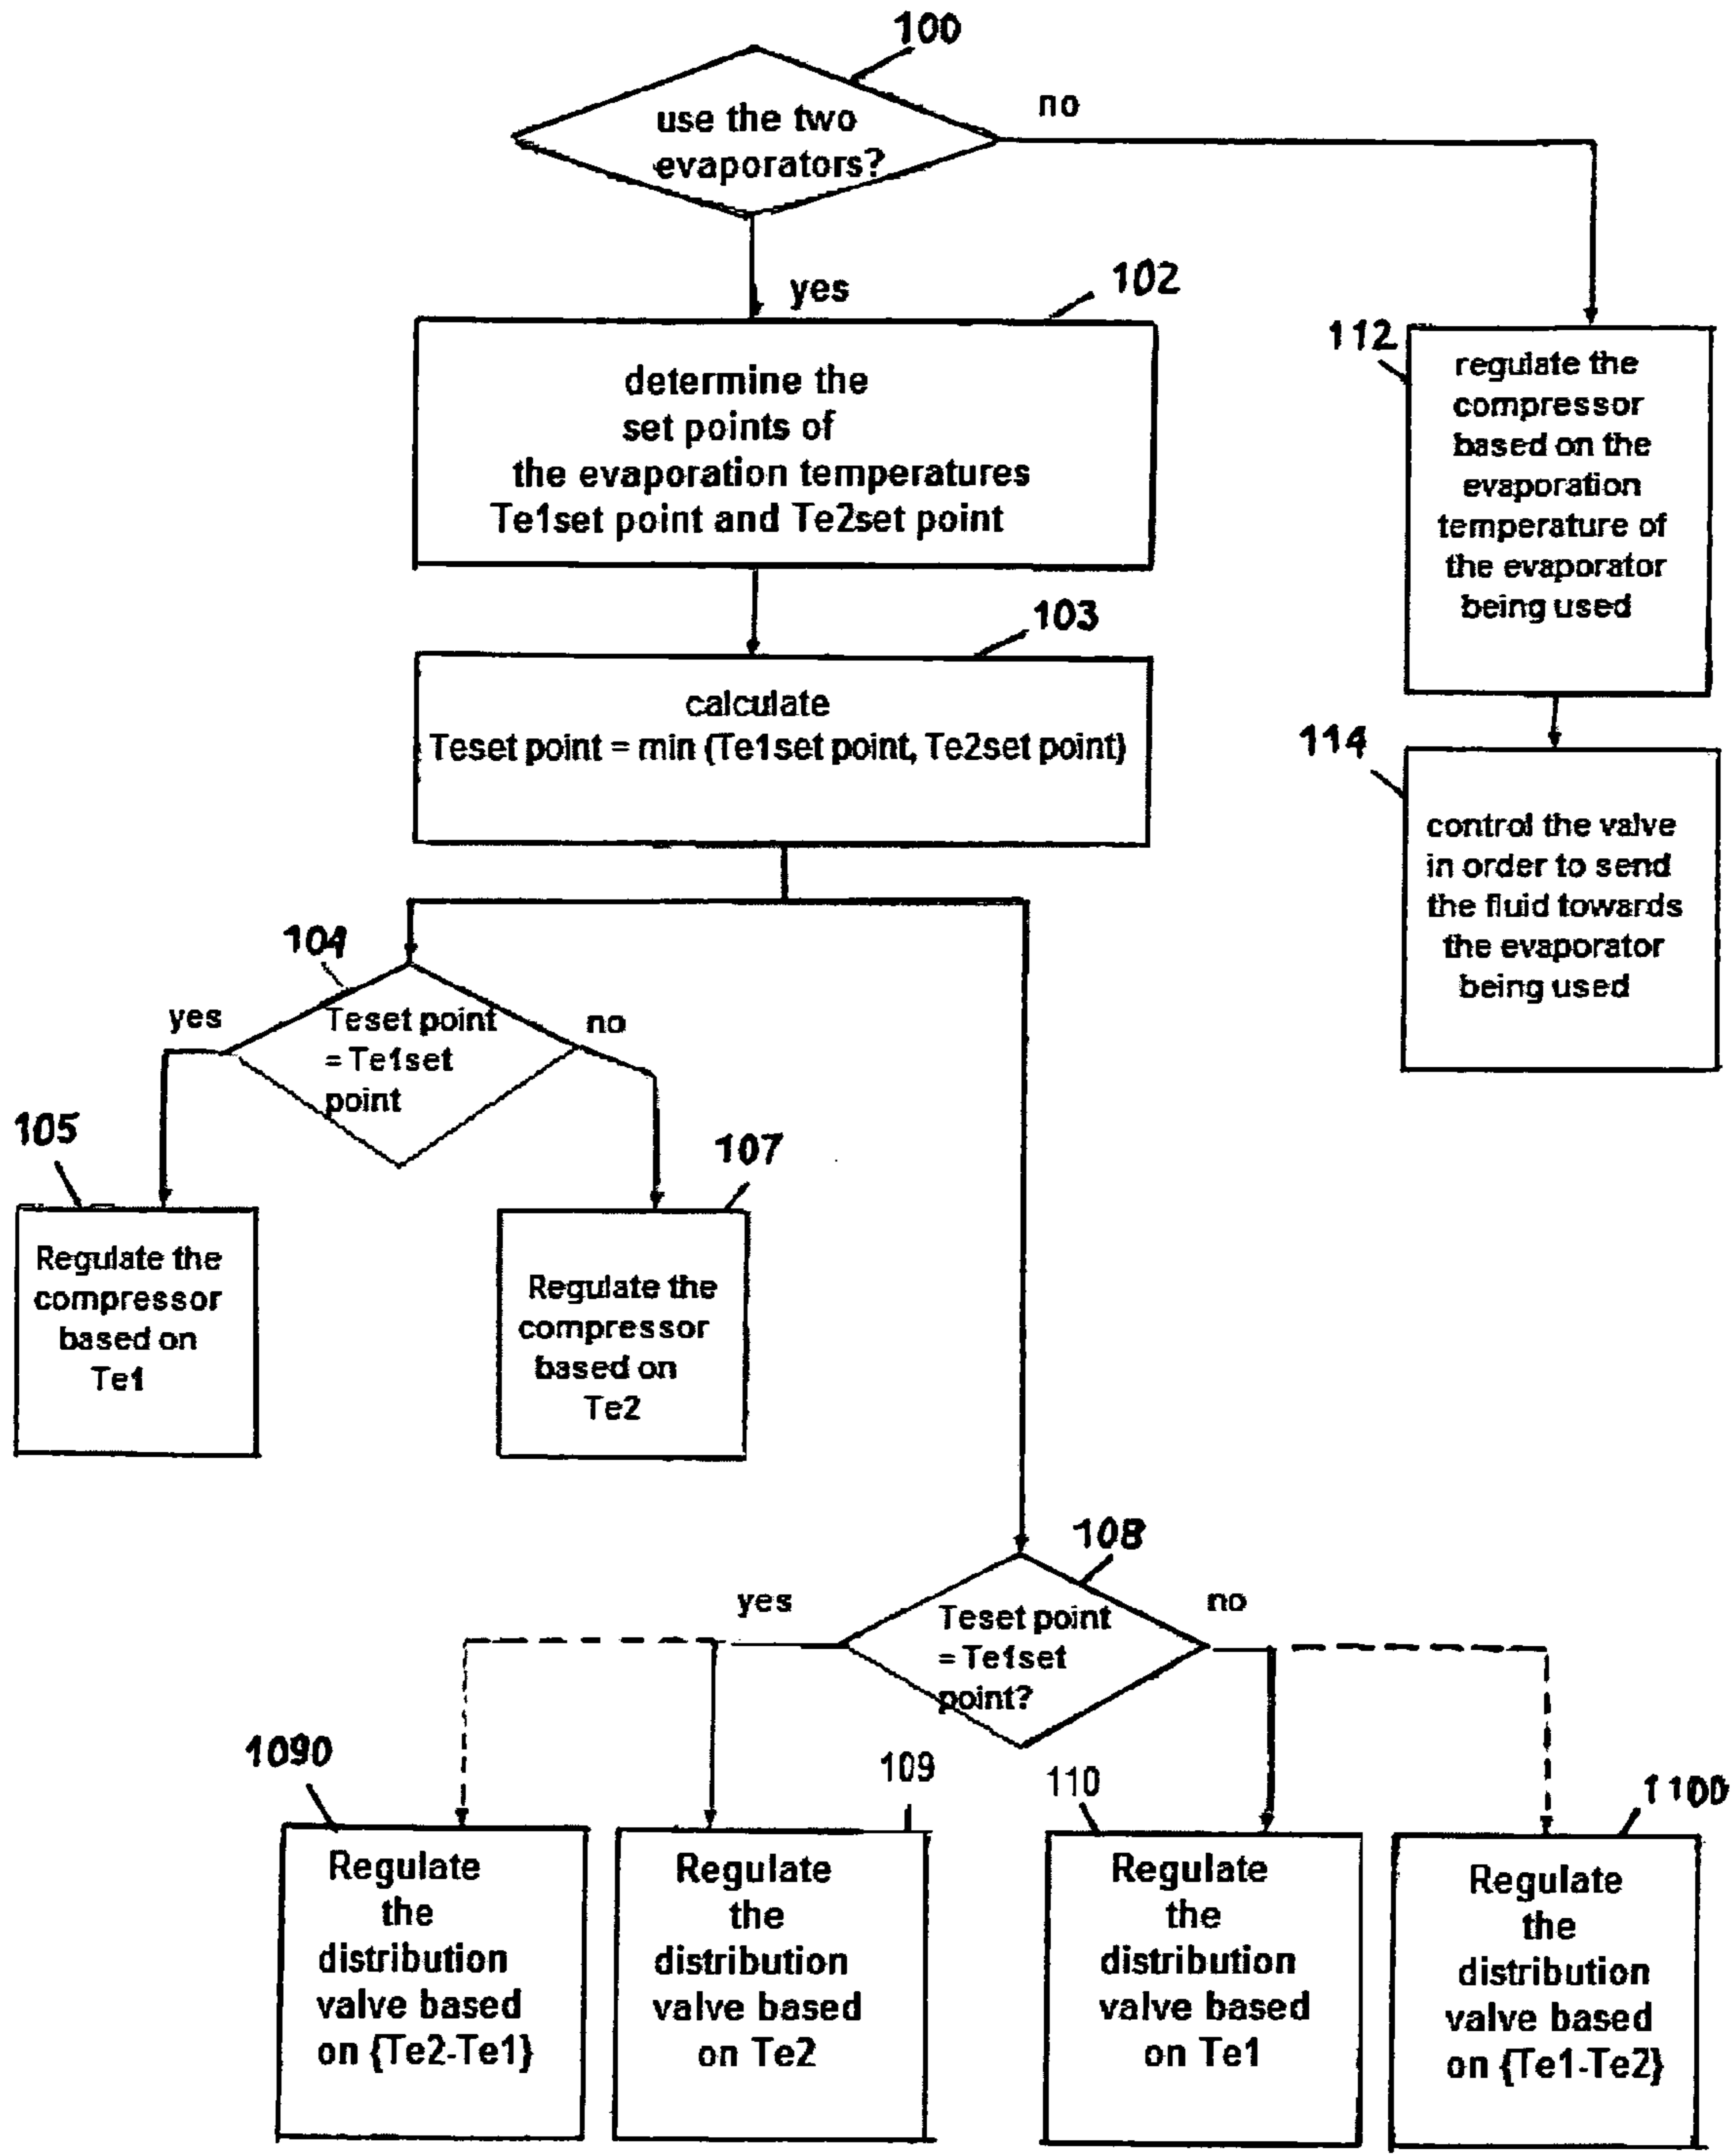 100
no
use the two
evaporators?
yes
102
determine the
set points of
the evaporation temperatures
Te1set point and Te2set point
112
regulate the
compressor
based on the
evaporation
temperature of
the evaporator
being used
103
calculate
Teset point = min (Te1set point, Te2set point)
114
control the valve
in order to send
the fluid towards
the evaporator
being used
104
yes
no
Teset point
= Te1set
point
105
Regulate the
compressor
based on
Te1
107
Regulate the
compressor
based on
Te2
108
yes
no
Teset point
= Te1set
point?
1090
Regulate
the
distribution
valve based
on {Te2-Te1}
109
Regulate
the
distribution
valve based
on Te2
110
Regulate
the
distribution
valve based
on Te1
1100
Regulate
the
distribution
valve based
on {Te1-Te2}